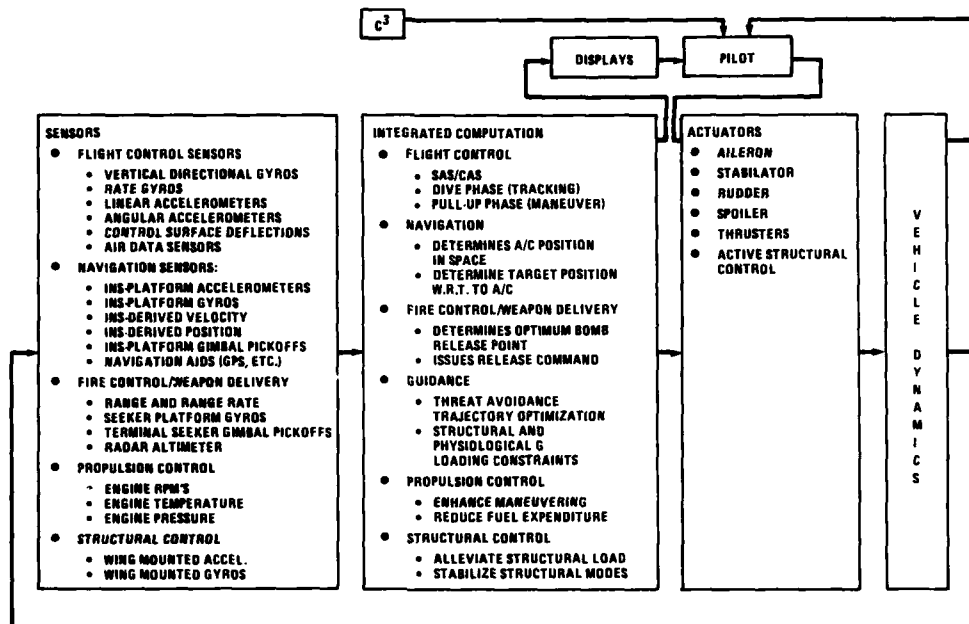 C³
DISPLAYS
PILOT
SENSORS
● FLIGHT CONTROL SENSORS
• VERTICAL DIRECTIONAL GYROS
• RATE GYROS
• LINEAR ACCELEROMETERS
• ANGULAR ACCELEROMETERS
• CONTROL SURFACE DEFLECTIONS
• AIR DATA SENSORS
● NAVIGATION SENSORS:
• INS-PLATFORM ACCELEROMETERS
• INS-PLATFORM GYROS
• INS-DERIVED VELOCITY
• INS-DERIVED POSITION
• INS-PLATFORM GIMBAL PICKOFFS
• NAVIGATION AIDS (GPS, ETC.)
● FIRE CONTROL/WEAPON DELIVERY
• RANGE AND RANGE RATE
• SEEKER PLATFORM GYROS
• TERMINAL SEEKER GIMBAL PICKOFFS
• RADAR ALTIMETER
● PROPULSION CONTROL
• ENGINE RPM'S
• ENGINE TEMPERATURE
• ENGINE PRESSURE
● STRUCTURAL CONTROL
• WING MOUNTED ACCEL.
• WING MOUNTED GYROS
INTEGRATED COMPUTATION
● FLIGHT CONTROL
• SAS/CAS
• DIVE PHASE (TRACKING)
• PULL-UP PHASE (MANEUVER)
● NAVIGATION
• DETERMINES A/C POSITION
IN SPACE
• DETERMINE TARGET POSITION
W.R.T. TO A/C
● FIRE CONTROL/WEAPON DELIVERY
• DETERMINES OPTIMUM BOMB
RELEASE POINT
• ISSUES RELEASE COMMAND
● GUIDANCE
• THREAT AVOIDANCE
TRAJECTORY OPTIMIZATION
• STRUCTURAL AND
PHYSIOLOGICAL G
LOADING CONSTRAINTS
● PROPULSION CONTROL
• ENHANCE MANEUVERING
• REDUCE FUEL EXPENDITURE
● STRUCTURAL CONTROL
• ALLEVIATE STRUCTURAL LOAD
• STABILIZE STRUCTURAL MODES
ACTUATORS
● AILERON
● STABILATOR
● RUDDER
● SPOILER
● THRUSTERS
● ACTIVE STRUCTURAL
CONTROL
VEHICLE DYNAMICS